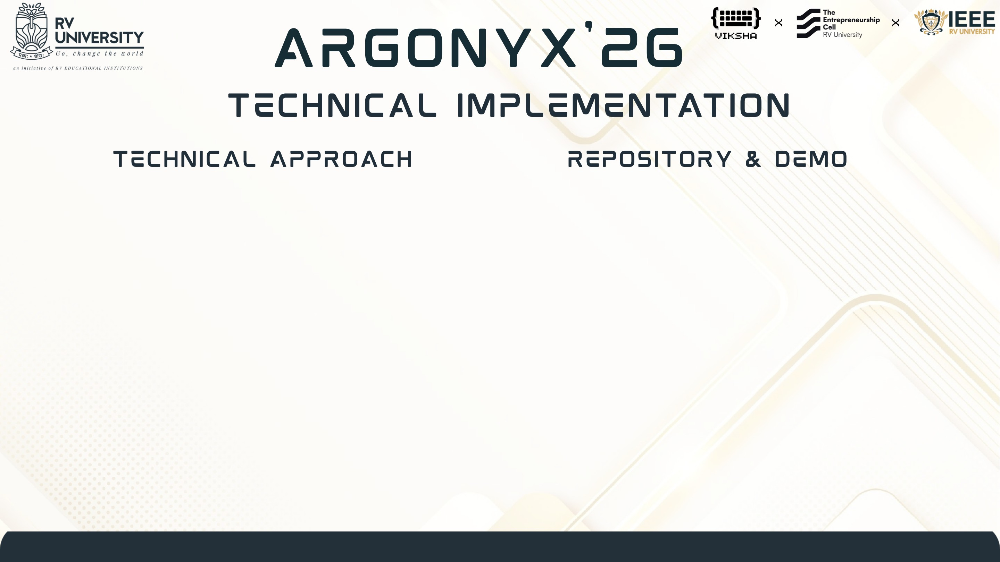 RV
UNIVERSITY
Go, change the world
प्रज्ञाः ★ धीराः
an initiative of RV EDUCATIONAL INSTITUTIONS
ARGONYX'26
VIKSHA
X
The
Entrepreneurship
Cell
RV University
X
IEEE
RV UNIVERSITY
TECHNICAL IMPLEMENTATION
TECHNICAL APPROACH
REPOSITORY & DEMO